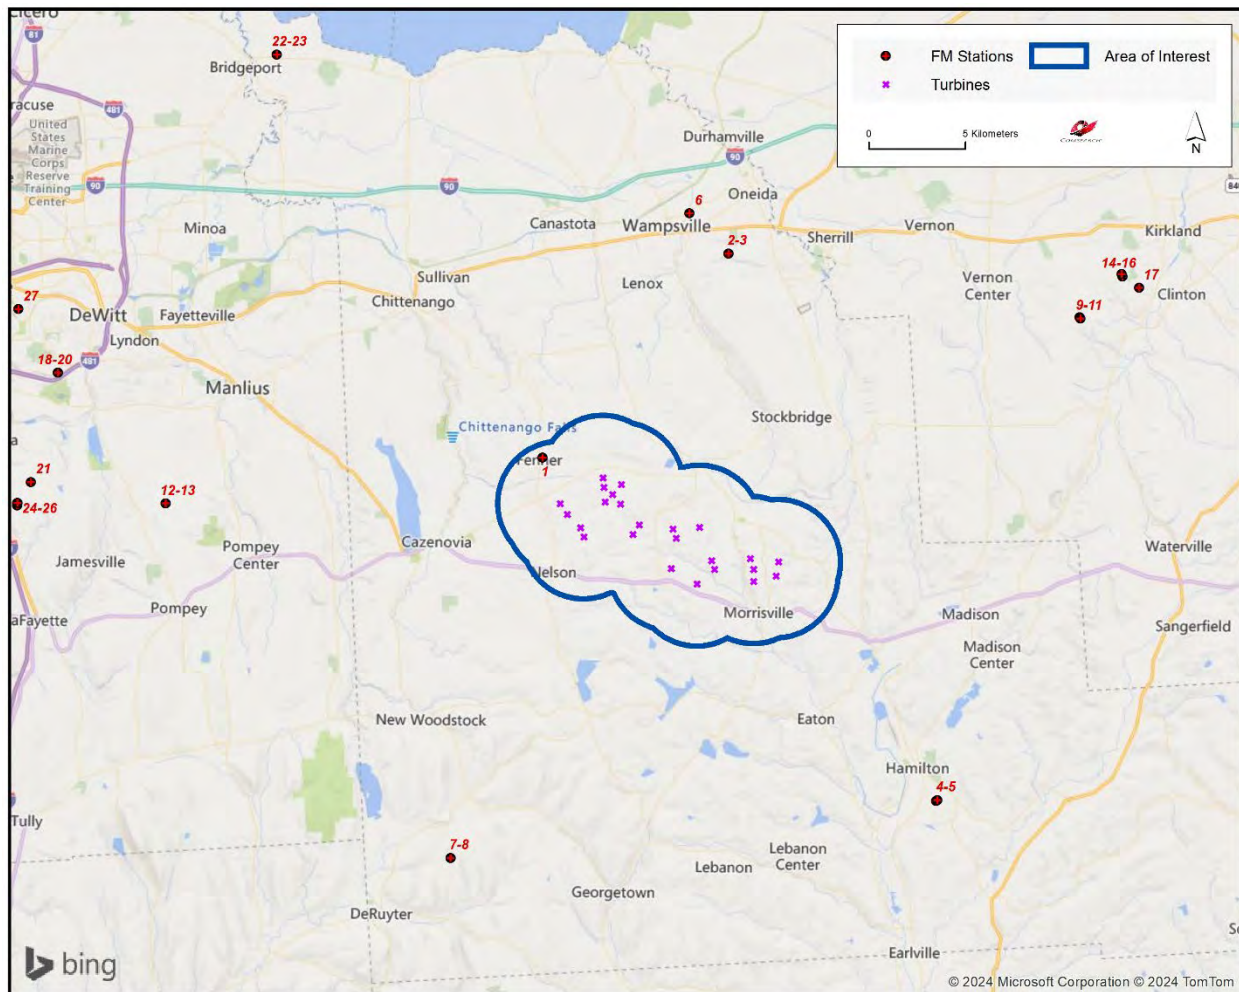 Cicero
81
22-23
Bridgeport
FM Stations
Area of Interest
Turbines
0
5 Kilometers
N
481
racuse
United
States
Marine
Corps
Reserve
Training
Center
90
90
Durhamville
90
Oneida
6
Canastota
Wampsville
2-3
Sherrill
Vernon
Kirkland
840
Minoa
Sullivan
Chittenango
Lenox
Vernon
Center
14-16
17
Clinton
9-11
27
DeWitt
Fayetteville
Lyndon
18-20
481
Manlius
Stockbridge
Chittenango Falls
Fenner
1
a
21
24-26
12-13
Cazenovia
Nelson
Jamesville
Pompey
Center
Pompey
aFayette
Morrisville
Madison
Madison
Center
Waterville
Sangerfield
New Woodstock
Eaton
Hamilton
4-5
Tully
7-8
Lebanon
Lebanon
Center
Georgetown
DeRuyter
Earlville
bing
© 2024 Microsoft Corporation © 2024 TomTom